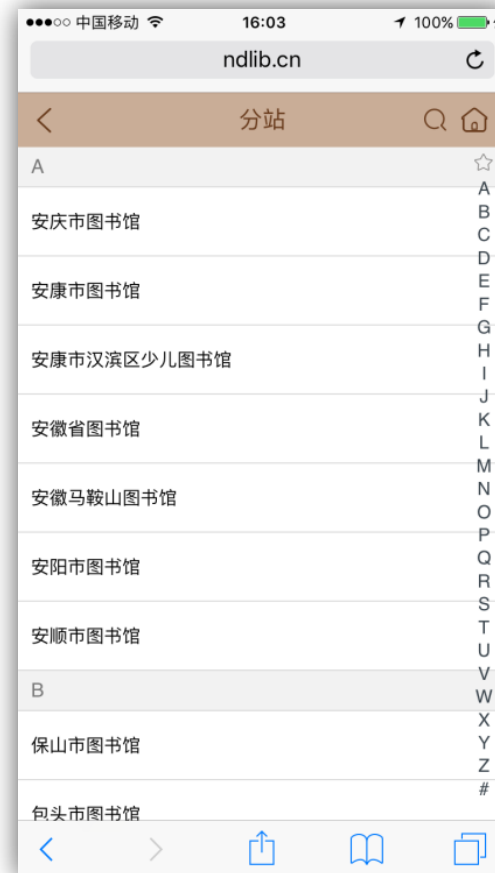 中国移动 16:03 100%
ndlib.cn
分站
A
安庆市图书馆
安康市图书馆
安康市汉滨区少儿图书馆
安徽省图书馆
安徽马鞍山图书馆
安阳市图书馆
安顺市图书馆
B
保山市图书馆
包头市图书馆
A
B
C
D
E
F
G
H
I
J
K
L
M
N
O
P
Q
R
S
T
U
V
W
X
Y
Z
#